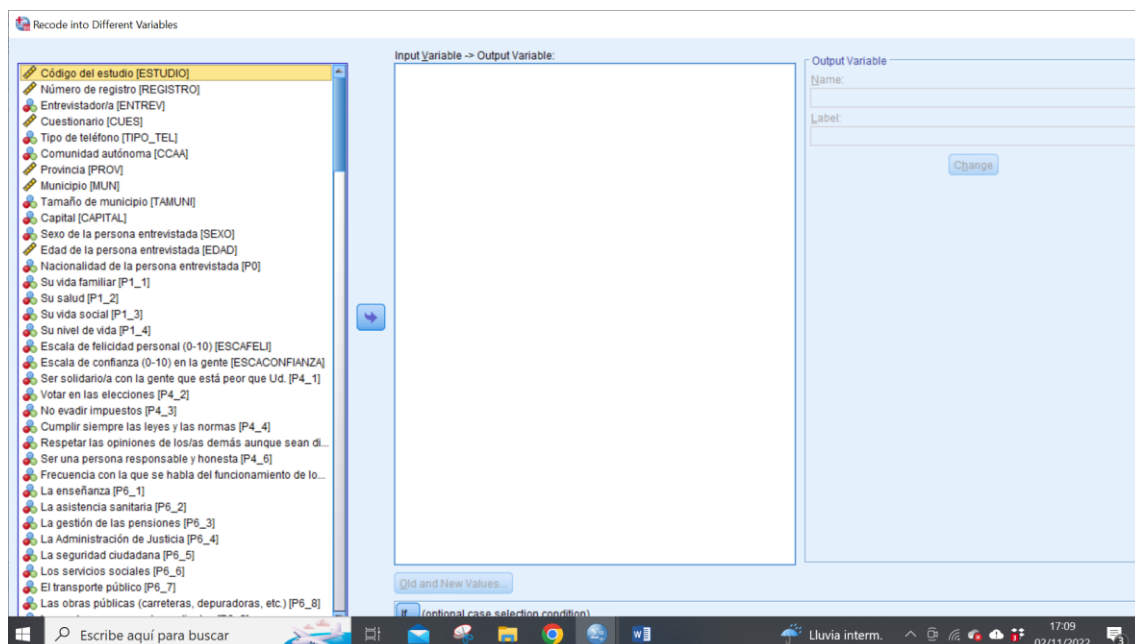 Recode into Different Variables
Código del estudio [ESTUDIO]
Número de registro [REGISTRO]
Entrevistador/a [ENTREV]
Cuestionario [CUES]
Tipo de teléfono [TIPO_TEL]
Comunidad autónoma [CCAA]
Provincia [PROV]
Municipio [MUN]
Tamaño de municipio [TAMUNI]
Capital [CAPITAL]
Sexo de la persona entrevistada [SEXO]
Edad de la persona entrevistada [EDAD]
Nacionalidad de la persona entrevistada [P0]
Su vida familiar [P1_1]
Su salud [P1_2]
Su vida social [P1_3]
Su nivel de vida [P1_4]
Escala de felicidad personal (0-10) [ESCAFELI]
Escala de confianza (0-10) en la gente [ESCACONFIANZA]
Ser solidario/a con la gente que está peor que Ud. [P4_1]
Votar en las elecciones [P4_2]
No evadir impuestos [P4_3]
Cumplir siempre las leyes y las normas [P4_4]
Respetar las opiniones de los/as demás aunque sean di...
Ser una persona responsable y honesta [P4_6]
Frecuencia con la que se habla del funcionamiento de lo...
La enseñanza [P6_1]
La asistencia sanitaria [P6_2]
La gestión de las pensiones [P6_3]
La Administración de Justicia [P6_4]
La seguridad ciudadana [P6_5]
Los servicios sociales [P6_6]
El transporte público [P6_7]
Las obras públicas (carreteras, depuradoras, etc.) [P6_8]
Input Variable -> Output Variable:
Old and New Values...
If... (optional case selection condition)
Output Variable
Name:
Label:
Change
Escribe aquí para buscar
Lluvia interm.
17:09
02/11/2022
3